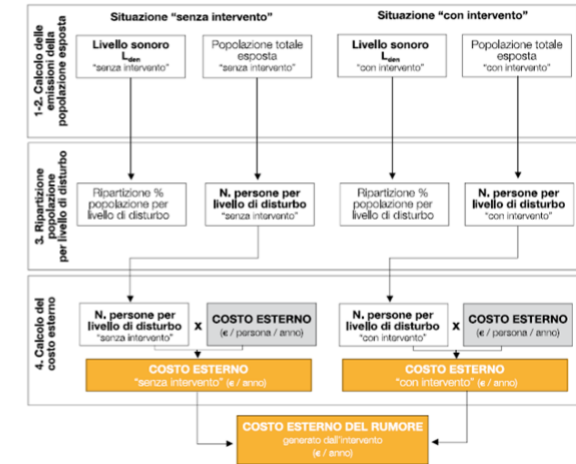 Situazione "senza intervento"
Situazione "con intervento"
1-2. Calcolo delle
emissioni della
popolazione esposta
Livello sonoro
Lden
"senza intervento"
Popolazione totale
esposta
"senza intervento"
Livello sonoro
Lden
"con intervento"
Popolazione totale
esposta
"con intervento"
3. Ripartizione
popolazione
per livello di disturbo
Ripartizione %
popolazione per
livello di disturbo
N. persone per
livello di disturbo
"senza intervento"
Ripartizione %
popolazione per
livello di disturbo
N. persone per
livello di disturbo
"con intervento"
4. Calcolo del
costo esterno
N. persone per
livello di disturbo
"senza intervento"
x
COSTO ESTERNO
(€ / persona / anno)
N. persone per
livello di disturbo
"con intervento"
x
COSTO ESTERNO
(€ / persona / anno)
COSTO ESTERNO
"senza intervento" (€ / anno)
COSTO ESTERNO
"con intervento" (€ / anno)
COSTO ESTERNO DEL RUMORE
generato dall'intervento
(€ / anno)